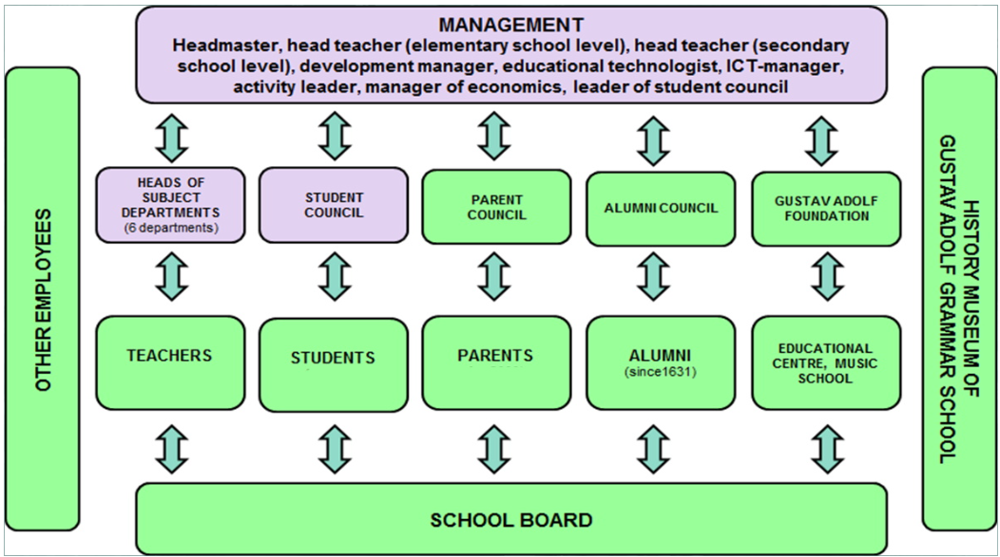 MANAGEMENT
Headmaster, head teacher (elementary school level), head teacher (secondary
school level), development manager, educational technologist, ICT-manager,
activity leader, manager of economics, leader of student council
OTHER EMPLOYEES
HEADS OF
SUBJECT
DEPARTMENTS
(6 departments)
STUDENT
COUNCIL
PARENT
COUNCIL
ALUMNI COUNCIL
GUSTAV ADOLF
FOUNDATION
TEACHERS
STUDENTS
PARENTS
ALUMNI
(since1631)
EDUCATIONAL
CENTRE, MUSIC
SCHOOL
SCHOOL BOARD
HISTORY MUSEUM OF
GUSTAV ADOLF GRAMMAR SCHOOL